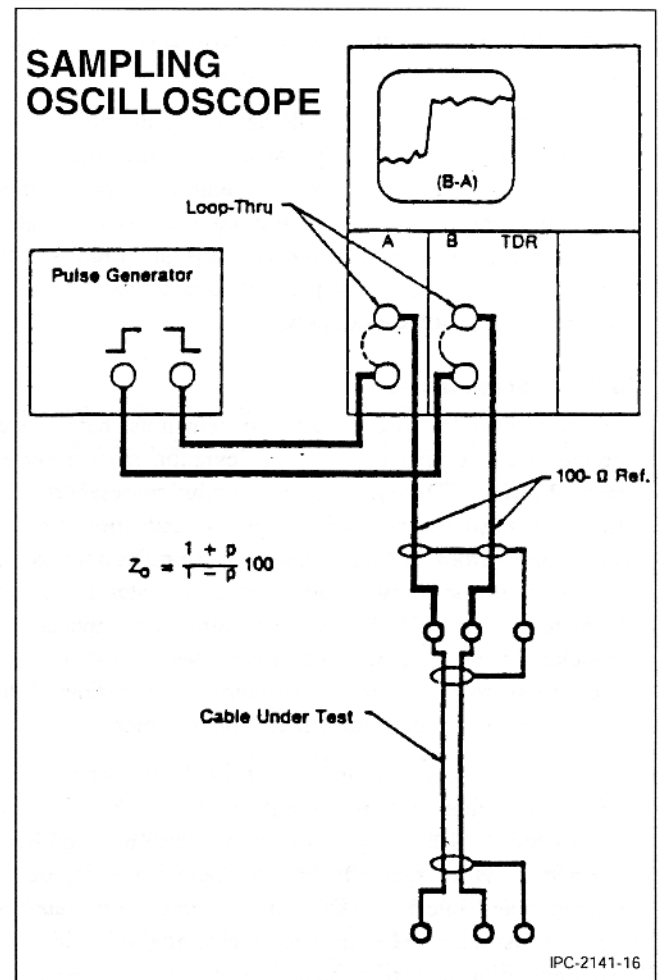 SAMPLING
OSCILLOSCOPE
(B-A)
Loop-Thru
A B TDR
Pulse Generator
100- Ω Ref.
Z₀ = (1 + p)/(1 - p) 100
Cable Under Test
IPC-2141-16